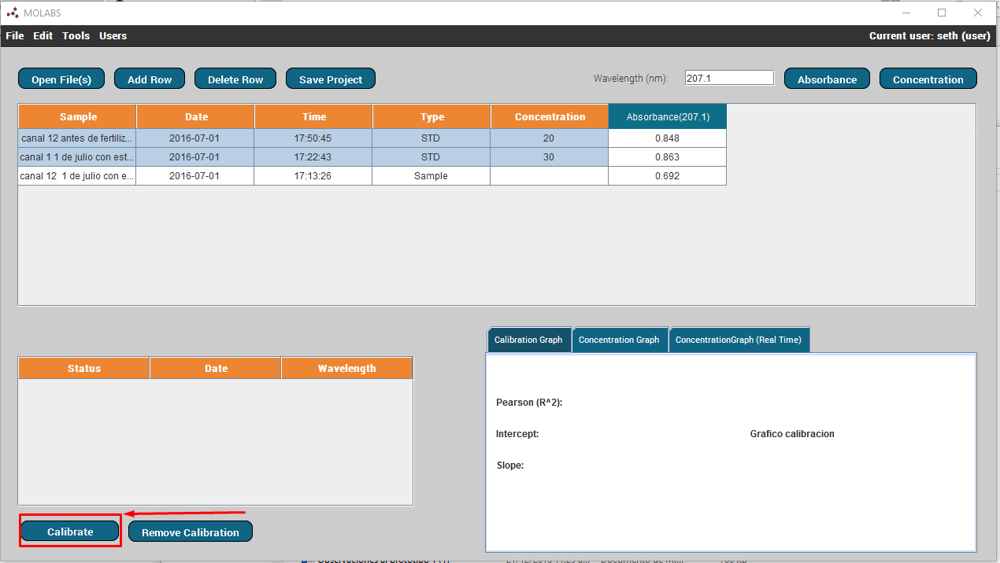 MOLABS
File Edit Tools Users Current user: seth (user)
Open File(s) Add Row Delete Row Save Project Wavelength (nm): 207.1 Absorbance Concentration
Sample Date Time Type Concentration Absorbance(207.1)
canal 12 antes de fertiliz... 2016-07-01 17:50:45 STD 20 0.848
canal 1 1 de julio con est... 2016-07-01 17:22:43 STD 30 0.863
canal 12 1 de julio con e... 2016-07-01 17:13:26 Sample 0.692
Calibration Graph Concentration Graph ConcentrationGraph (Real Time)
Status Date Wavelength
Pearson (R^2):
Intercept: Grafico calibracion
Slope:
Calibrate Remove Calibration